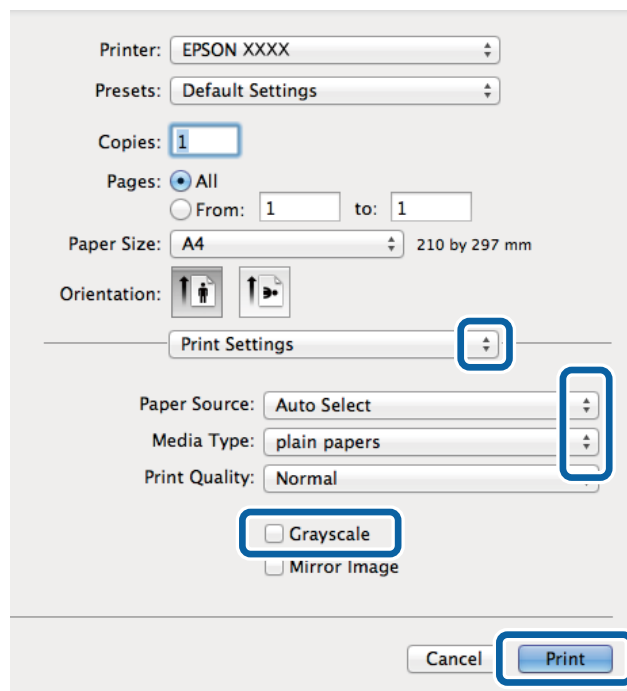 Printer: EPSON XXXX
Presets: Default Settings
Copies: 1
Pages: All
From: 1 to: 1
Paper Size: A4 210 by 297 mm
Orientation:
Print Settings
Paper Source: Auto Select
Media Type: plain papers
Print Quality: Normal
Grayscale
Mirror Image
Cancel Print